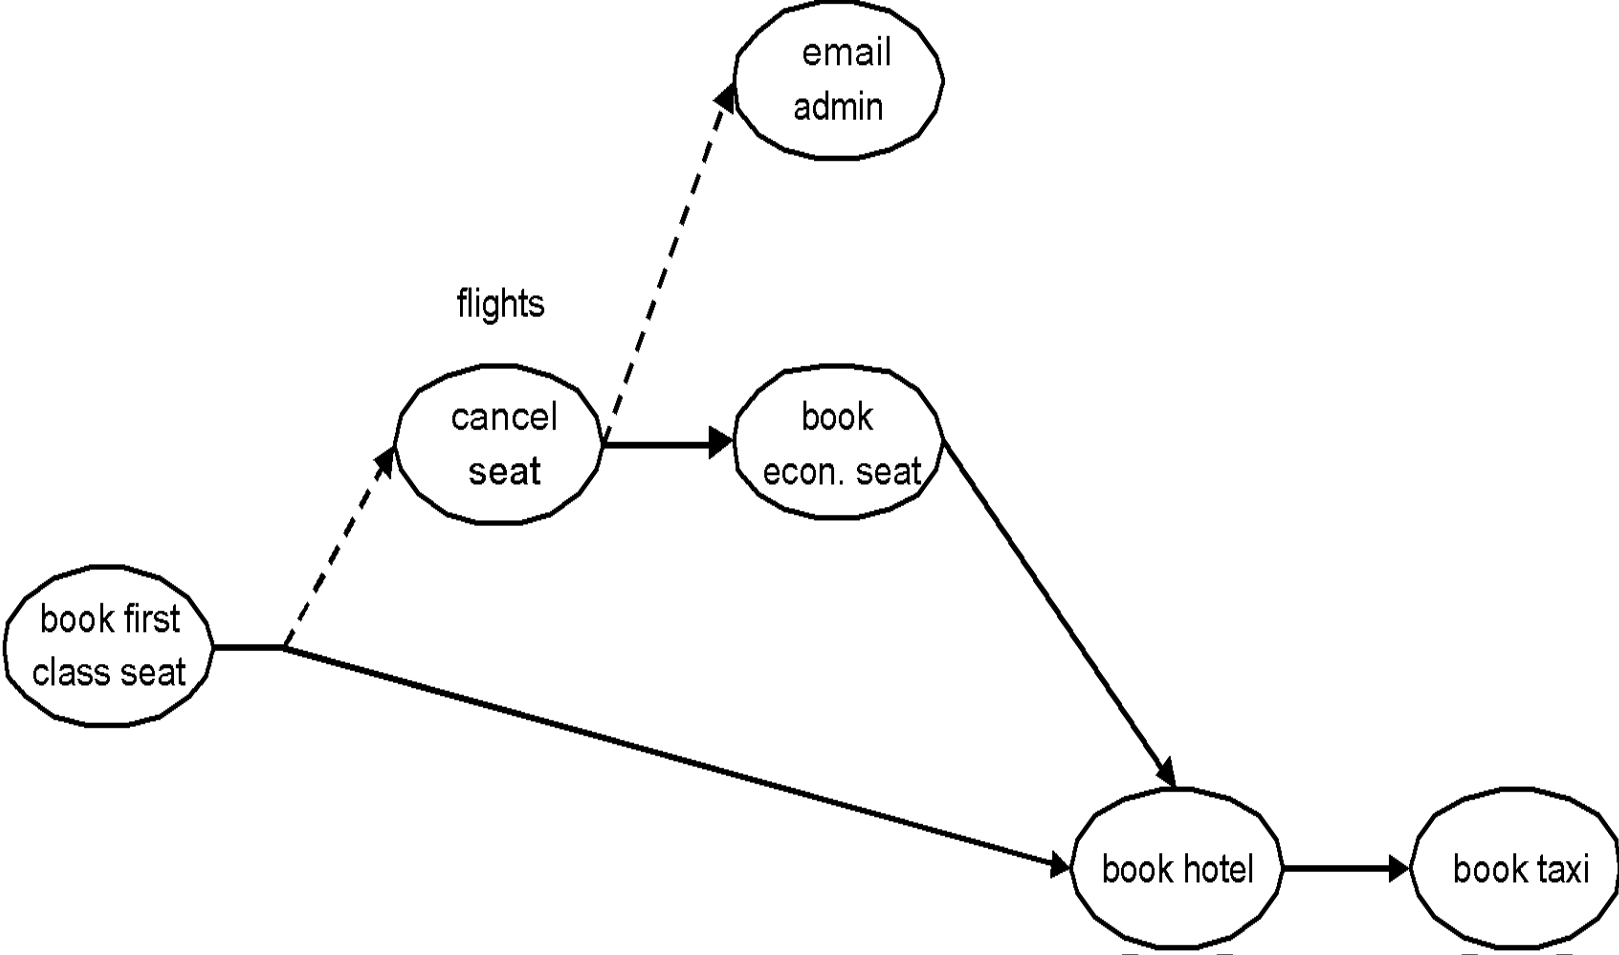 email
admin
flights
cancel
seat
book
econ. seat
book first
class seat
book hotel
book taxi